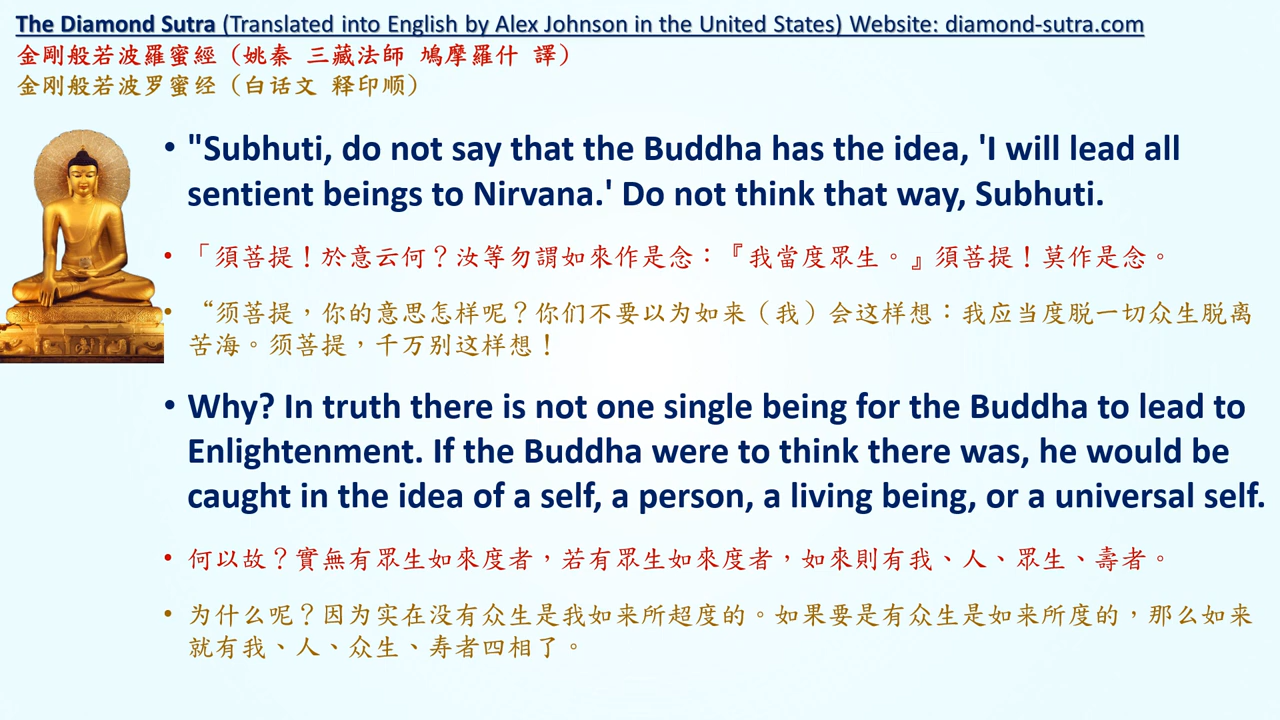 The Diamond Sutra (Translated into English by Alex Johnson in the United States) Website: diamond-sutra.com
金剛般若波羅蜜經 (姚秦 三藏法師 鳩摩羅什 譯)
金刚般若波罗蜜经 (白话文 释印顺)
• "Subhuti, do not say that the Buddha has the idea, 'I will lead all
sentient beings to Nirvana.' Do not think that way, Subhuti.
• 「須菩提！於意云何？汝等勿謂如來作是念：『我當度眾生。』須菩提！莫作是念。
• “须菩提，你的意思怎样呢？你们不要以为如来（我）会这样想：我应当度脱一切众生脱离
苦海。须菩提，千万别这样想！
• Why? In truth there is not one single being for the Buddha to lead to
Enlightenment. If the Buddha were to think there was, he would be
caught in the idea of a self, a person, a living being, or a universal self.
• 何以故？實無有眾生如來度者，若有眾生如來度者，如來則有我、人、眾生、壽者。
• 为什么呢？因为实在没有众生是我如来所超度的。如果要是有众生是如来所度的，那么如来
就有我、人、众生、寿者四相了。